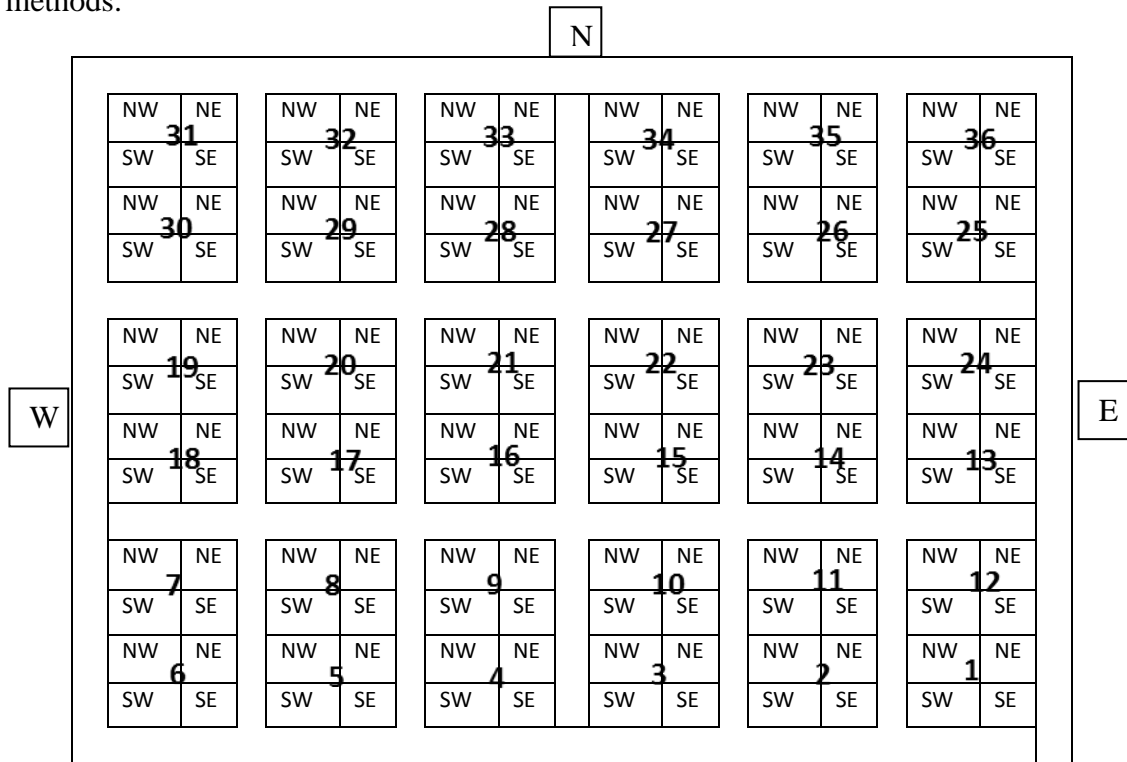 methods.
N
NW NE NW NE NW NE NW NE NW NE NW NE
31 32 33 34 35 36
SW SE SW SE SW SE SW SE SW SE SW SE
NW NE NW NE NW NE NW NE NW NE NW NE
30 29 28 27 26 25
SW SE SW SE SW SE SW SE SW SE SW SE
NW NE NW NE NW NE NW NE NW NE NW NE
19 20 21 22 23 24
SW SE SW SE SW SE SW SE SW SE SW SE
W E
NW NE NW NE NW NE NW NE NW NE NW NE
18 17 16 15 14 13
SW SE SW SE SW SE SW SE SW SE SW SE
NW NE NW NE NW NE NW NE NW NE NW NE
7 8 9 10 11 12
SW SE SW SE SW SE SW SE SW SE SW SE
NW NE NW NE NW NE NW NE NW NE NW NE
6 5 4 3 2 1
SW SE SW SE SW SE SW SE SW SE SW SE